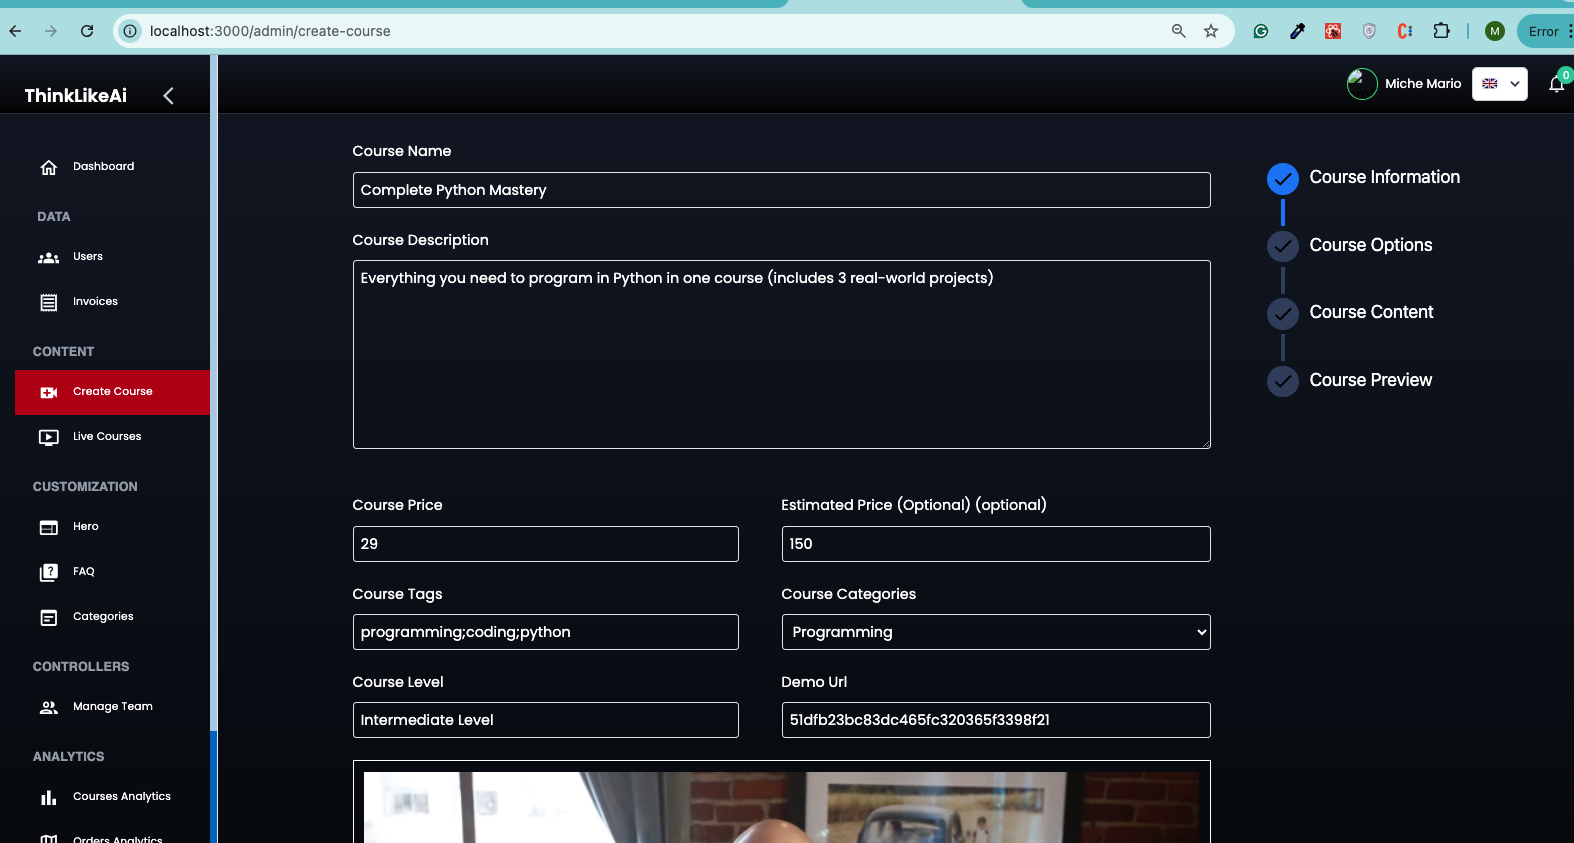 localhost:3000/admin/create-course
M
Error
ThinkLikeAi
Miche Mario
0
Dashboard
DATA
Users
Invoices
CONTENT
Create Course
Live Courses
CUSTOMIZATION
Hero
FAQ
Categories
CONTROLLERS
Manage Team
ANALYTICS
Courses Analytics
Orders Analytics
Course Name
Complete Python Mastery
Course Description
Everything you need to program in Python in one course (includes 3 real-world projects)
Course Price
Estimated Price (Optional) (optional)
29
150
Course Tags
Course Categories
programming;coding;python
Programming
Course Level
Demo Url
Intermediate Level
51dfb23bc83dc465fc320365f3398f21
Course Information
Course Options
Course Content
Course Preview